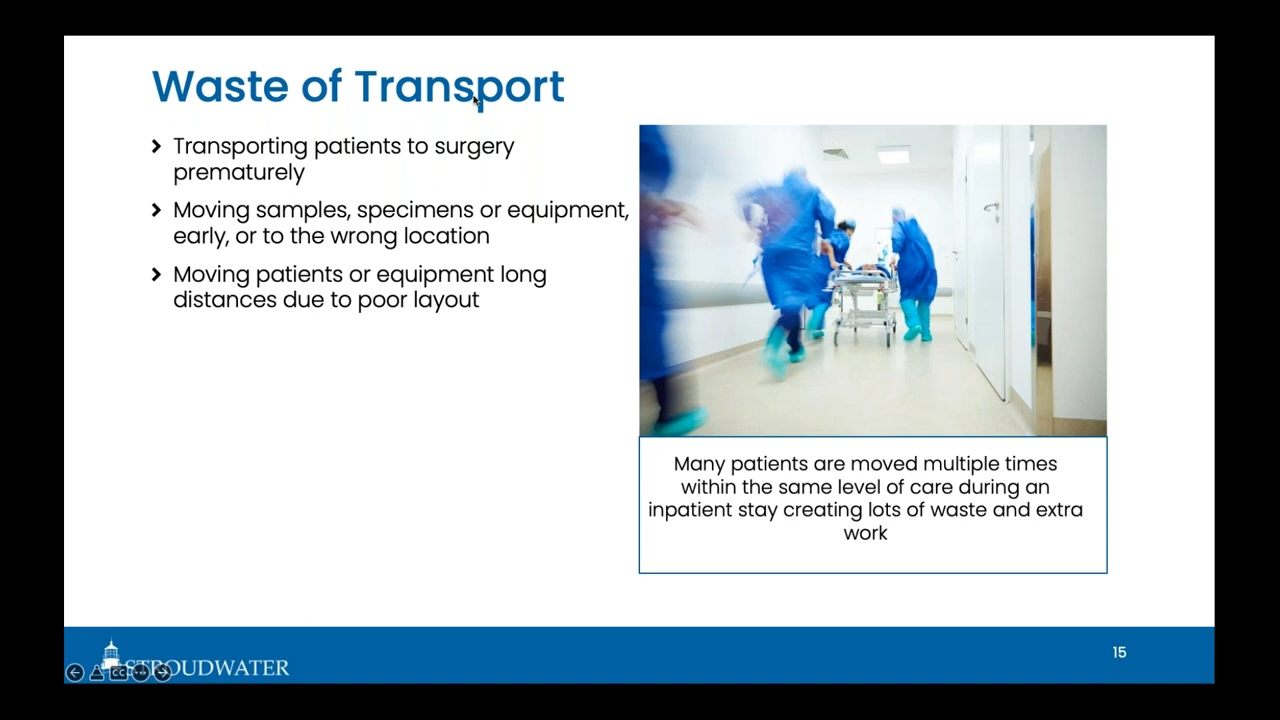 Waste of Transport
Transporting patients to surgery
prematurely
Moving samples, specimens or equipment,
early, or to the wrong location
Moving patients or equipment long
distances due to poor layout
Many patients are moved multiple times
within the same level of care during an
inpatient stay creating lots of waste and extra
work
STROUDWATER
CC
15